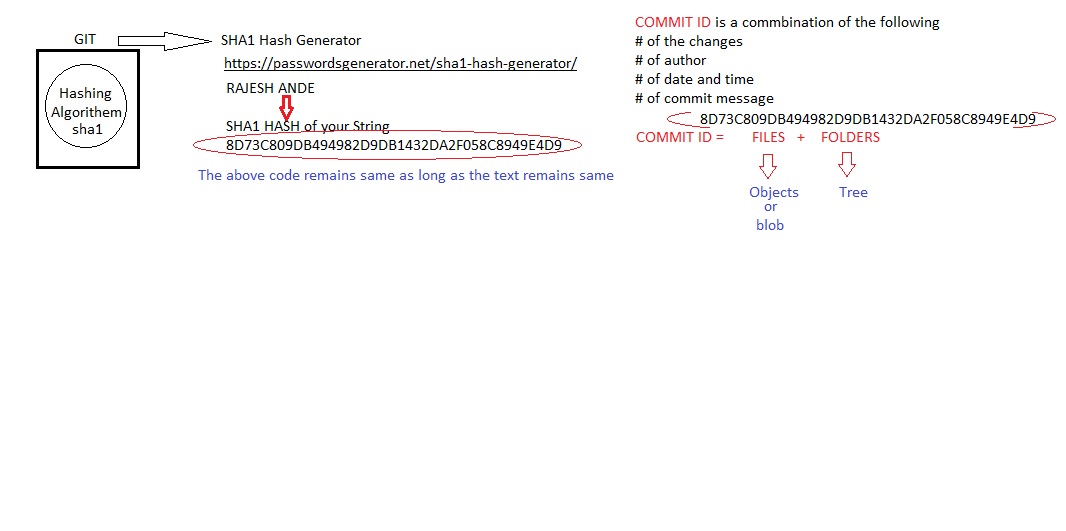 GIT
Hashing
Algorithem
sha1
SHA1 Hash Generator
https://passwordsgenerator.net/sha1-hash-generator/
RAJESH ANDE
SHA1 HASH of your String
8D73C809DB494982D9DB1432DA2F058C8949E4D9
The above code remains same as long as the text remains same
COMMIT ID is a commbination of the following
# of the changes
# of author
# of date and time
# of commit message
8D73C809DB494982D9DB1432DA2F058C8949E4D9
COMMIT ID = FILES + FOLDERS
Objects
or
blob
Tree